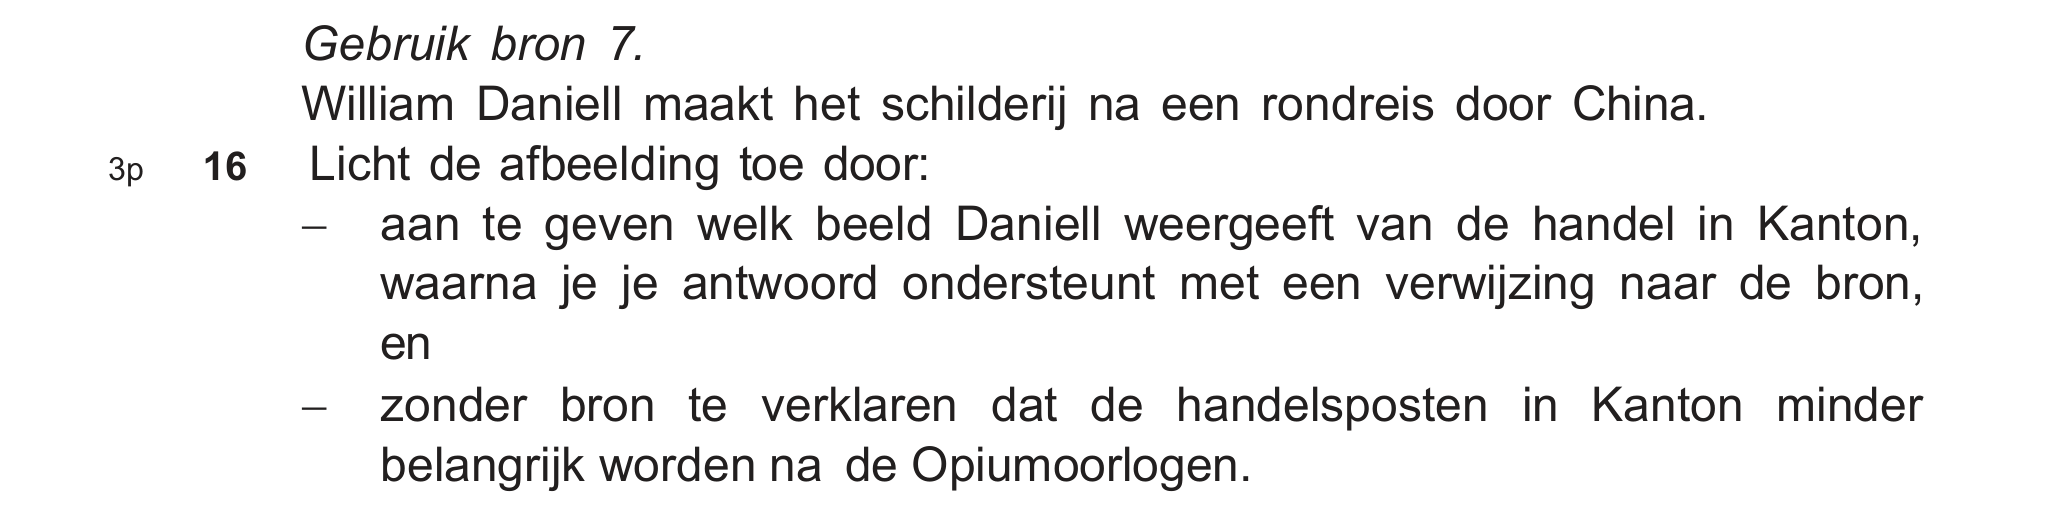 Gebruik bron 7.
William Daniell maakt het schilderij na een rondreis door China.
3p 16 Licht de afbeelding toe door:
– aan te geven welk beeld Daniell weergeeft van de handel in Kanton,
waarna je je antwoord ondersteunt met een verwijzing naar de bron,
en
– zonder bron te verklaren dat de handelsposten in Kanton minder
belangrijk worden na de Opiumoorlogen.